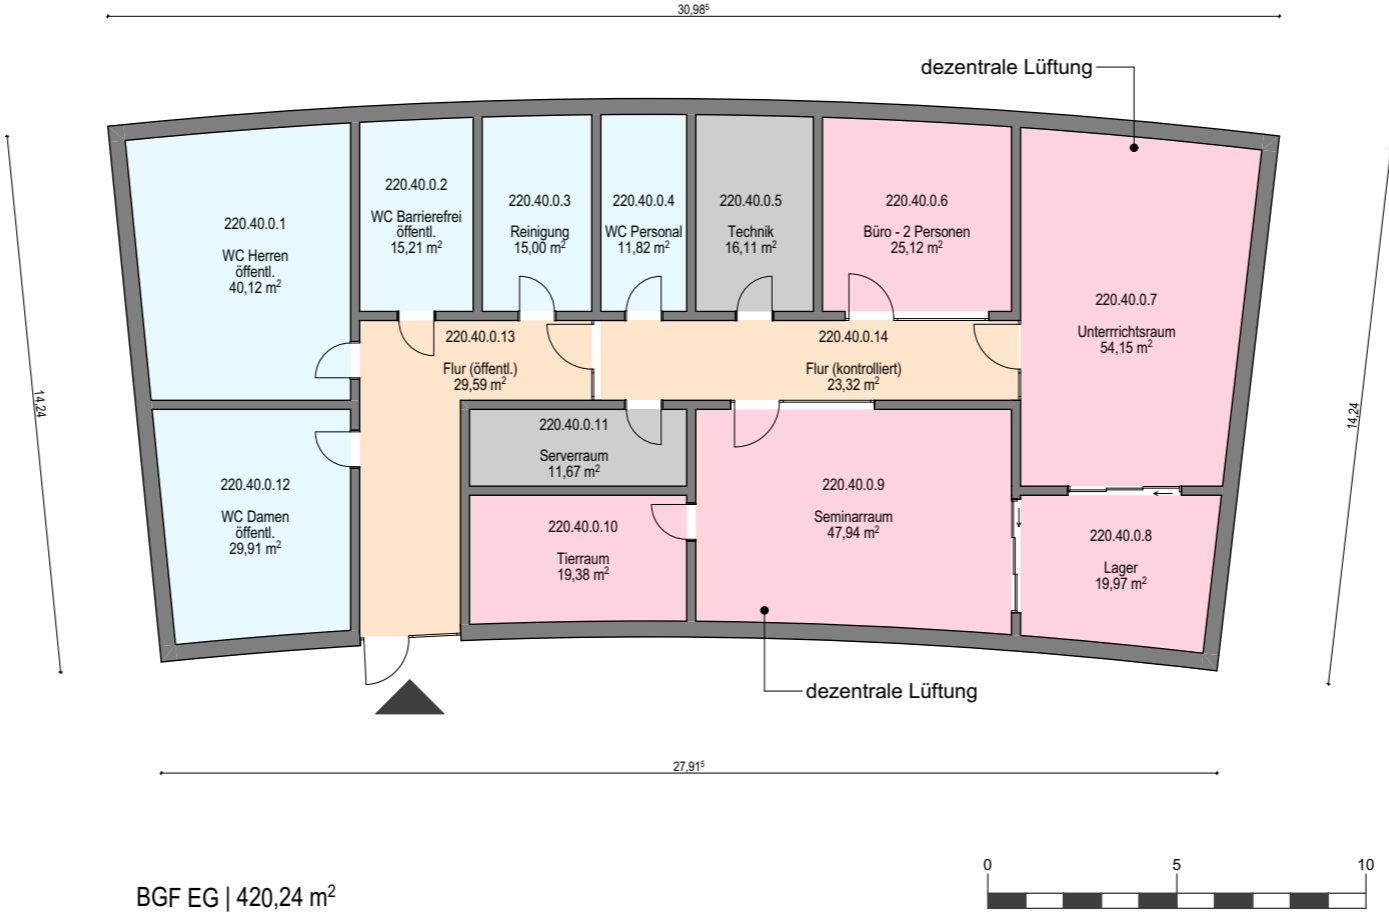 30,98⁵
dezentrale Lüftung
14,24
220.40.0.1
WC Herren
öffentl.
40,12 m²
220.40.0.2
WC Barrierefrei
öffentl.
15,21 m²
220.40.0.3
Reinigung
15,00 m²
220.40.0.4
WC Personal
11,82 m²
220.40.0.5
Technik
16,11 m²
220.40.0.6
Büro - 2 Personen
25,12 m²
220.40.0.7
Unterrrichtsraum
54,15 m²
220.40.0.13
Flur (öffentl.)
29,59 m²
220.40.0.14
Flur (kontrolliert)
23,32 m²
14,24
220.40.0.12
WC Damen
öffentl.
29,91 m²
220.40.0.11
Serverraum
11,67 m²
220.40.0.10
Tierraum
19,38 m²
220.40.0.9
Seminarraum
47,94 m²
220.40.0.8
Lager
19,97 m²
dezentrale Lüftung
27,91⁵
BGF EG | 420,24 m²
0 5 10